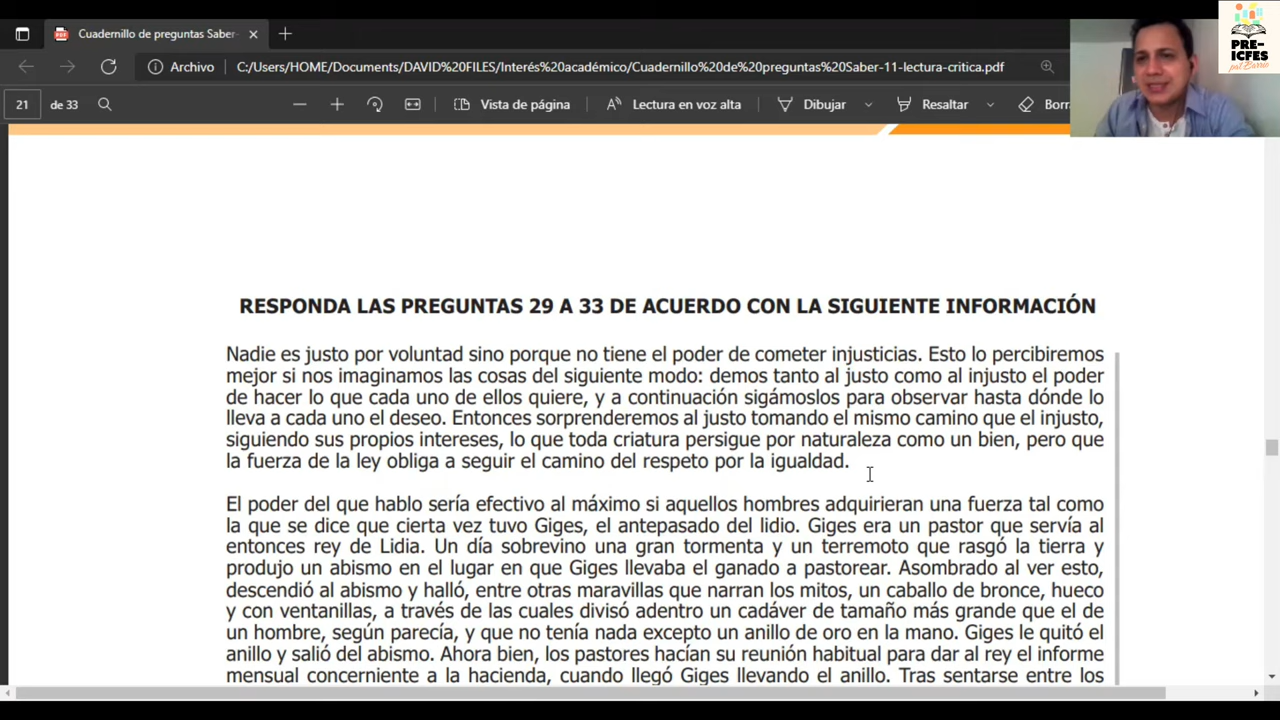 Cuadernillo de preguntas Saber-
Archivo C:/Users/HOME/Documents/DAVID%20FILES/Interés%20académico/Cuadernillo%20de%20preguntas%20Saber-11-lectura-critica.pdf
21 de 33 Vista de página Lectura en voz alta Dibujar Resaltar Borra
PRE-
ICFES
pal Barrio
RESPONDA LAS PREGUNTAS 29 A 33 DE ACUERDO CON LA SIGUIENTE INFORMACIÓN
Nadie es justo por voluntad sino porque no tiene el poder de cometer injusticias. Esto lo percibiremos
mejor si nos imaginamos las cosas del siguiente modo: demos tanto al justo como al injusto el poder
de hacer lo que cada uno de ellos quiere, y a continuación sigámoslos para observar hasta dónde lo
lleva a cada uno el deseo. Entonces sorprenderemos al justo tomando el mismo camino que el injusto,
siguiendo sus propios intereses, lo que toda criatura persigue por naturaleza como un bien, pero que
la fuerza de la ley obliga a seguir el camino del respeto por la igualdad.
El poder del que hablo sería efectivo al máximo si aquellos hombres adquirieran una fuerza tal como
la que se dice que cierta vez tuvo Giges, el antepasado del lidio. Giges era un pastor que servía al
entonces rey de Lidia. Un día sobrevino una gran tormenta y un terremoto que rasgó la tierra y
produjo un abismo en el lugar en que Giges llevaba el ganado a pastorear. Asombrado al ver esto,
descendió al abismo y halló, entre otras maravillas que narran los mitos, un caballo de bronce, hueco
y con ventanillas, a través de las cuales divisó adentro un cadáver de tamaño más grande que el de
un hombre, según parecía, y que no tenía nada excepto un anillo de oro en la mano. Giges le quitó el
anillo y salió del abismo. Ahora bien, los pastores hacían su reunión habitual para dar al rey el informe
mensual concerniente a la hacienda, cuando llegó Giges llevando el anillo. Tras sentarse entre los